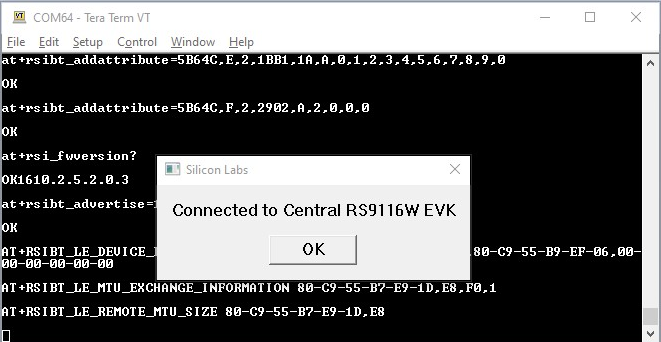 COM64 - Tera Term VT
File Edit Setup Control Window Help
at+rsibt_addattribute=5B64C,E,2,1BB1,1A,A,0,1,2,3,4,5,6,7,8,9,0
OK
at+rsibt_addattribute=5B64C,F,2,2902,A,2,0,0,0
OK
at+rsi_fwversion?
OK1610.2.5.2.0.3
at+rsibt_advertise=
OK
Silicon Labs
Connected to Central RS9116W EVK
OK
AT+RSIBT_LE_DEVICE_ ,80-C9-55-B9-EF-06,00-
00-00-00-00-00
AT+RSIBT_LE_MTU_EXCHANGE_INFORMATION 80-C9-55-B7-E9-1D,E8,F0,1
AT+RSIBT_LE_REMOTE_MTU_SIZE 80-C9-55-B7-E9-1D,E8